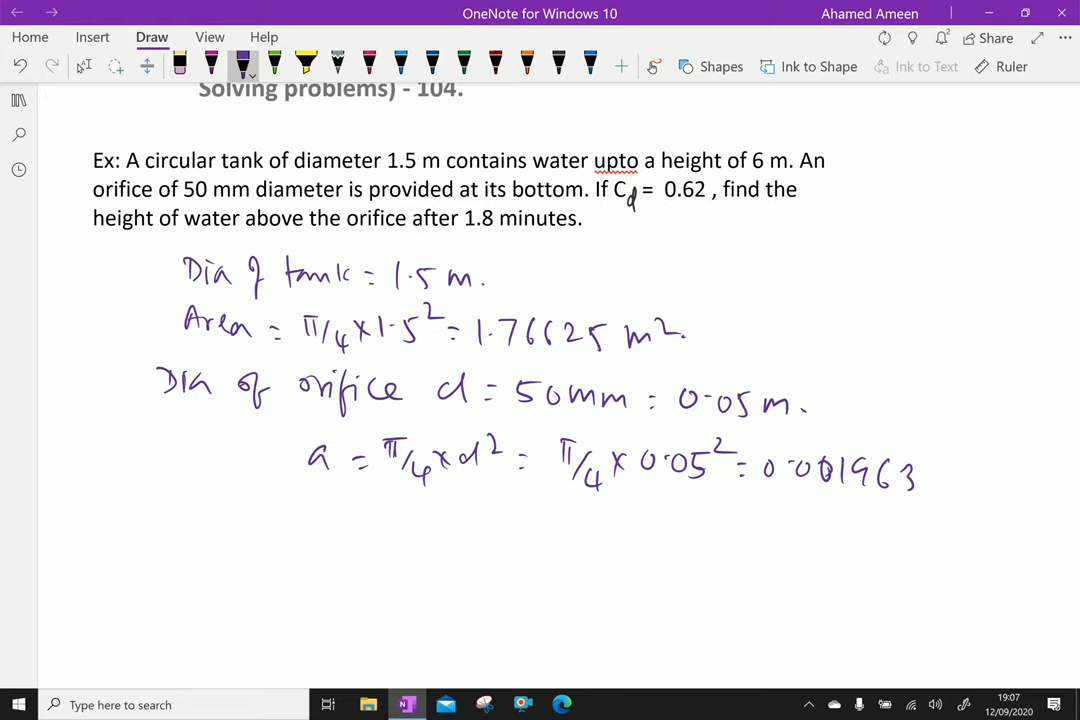 OneNote for Windows 10
Ahamed Ameen
Home Insert Draw View Help
Share
Shapes Ink to Shape Ink to Text Ruler
Solving problems) - 104.
Ex: A circular tank of diameter 1.5 m contains water upto a height of 6 m. An
orifice of 50 mm diameter is provided at its bottom. If Cd = 0.62 , find the
height of water above the orifice after 1.8 minutes.
Dia of tank = 1.5 m.
Area = π/4 × 1.5² = 1.76625 m².
Dia of orifice d = 50mm = 0.05 m.
a = π/4 × d² = π/4 × 0.05² = 0.001963
Type here to search
19:07
12/09/2020